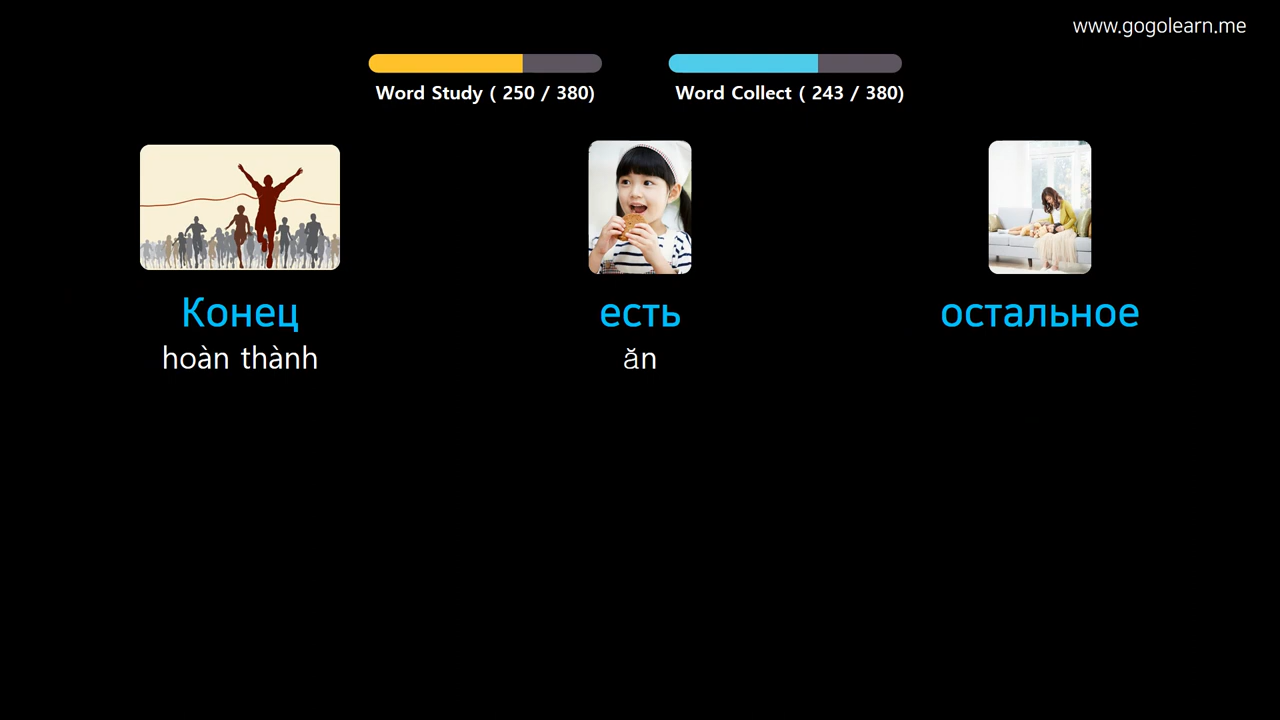 www.gogolearn.me
Word Study ( 250 / 380)
Word Collect ( 243 / 380)
Конец
есть
остальное
hoàn thành
ăn